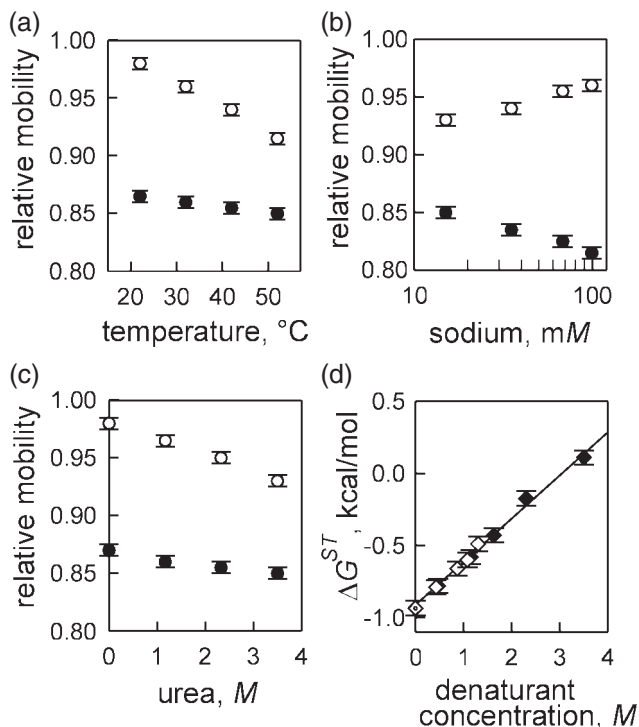 (a)
1.00
0.95
0.90
0.85
0.80
relative mobility
20 30 40 50
temperature, °C
(b)
1.00
0.95
0.90
0.85
0.80
relative mobility
10 100
sodium, mM
(c)
1.00
0.95
0.90
0.85
0.80
relative mobility
0 1 2 3 4
urea, M
(d)
0.5
0.0
-0.5
-1.0
ΔG^ST, kcal/mol
0 1 2 3 4
denaturant
concentration, M